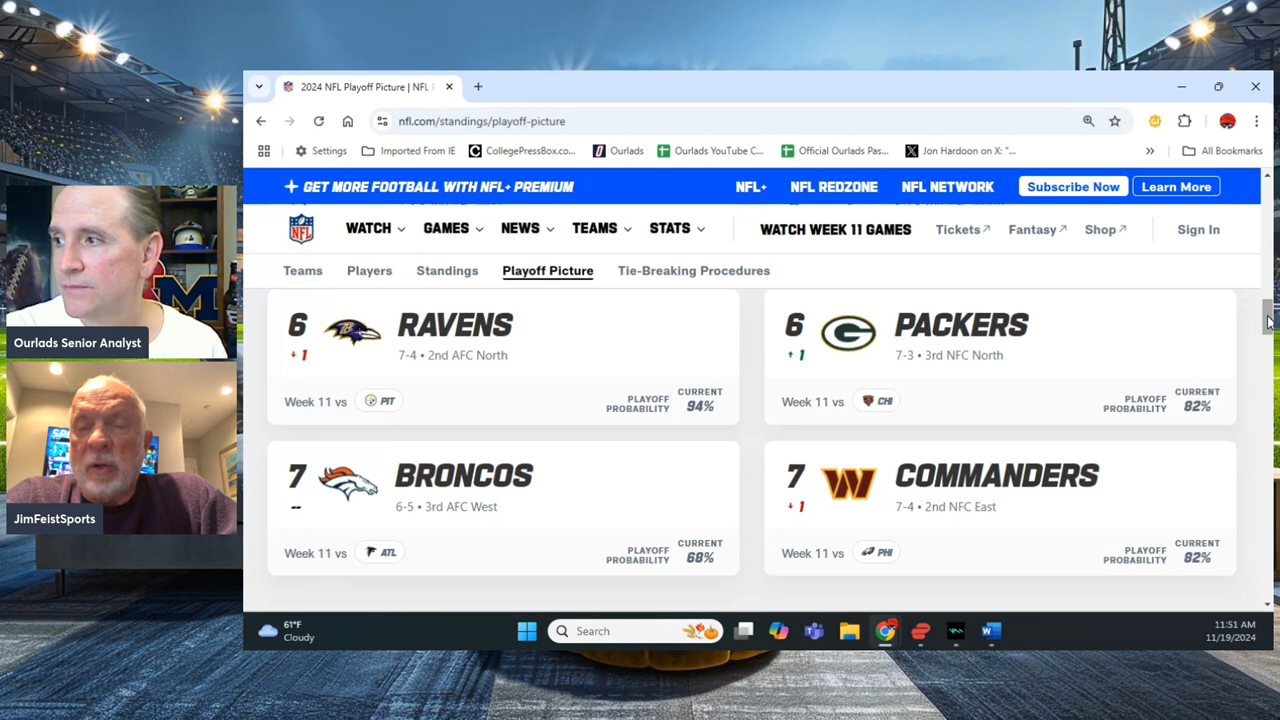 2024 NFL Playoff Picture | NFL F
nfl.com/standings/playoff-picture
Settings Imported From IE CollegePressBox.co... Ourlads Ourlads YouTube C... Official Ourlads Pas... Jon Hardoon on X: "... All Bookmarks
GET MORE FOOTBALL WITH NFL+ PREMIUM NFL+ NFL REDZONE NFL NETWORK Subscribe Now Learn More
NFL WATCH GAMES NEWS TEAMS STATS WATCH WEEK 11 GAMES Tickets Fantasy Shop Sign In
Teams Players Standings Playoff Picture Tie-Breaking Procedures
6 RAVENS
1 7-4 • 2nd AFC North
Week 11 vs PIT PLAYOFF PROBABILITY CURRENT 94%
6 PACKERS
1 7-3 • 3rd NFC North
Week 11 vs CHI PLAYOFF PROBABILITY CURRENT 82%
7 BRONCOS
-- 6-5 • 3rd AFC West
Week 11 vs ATL PLAYOFF PROBABILITY CURRENT 68%
7 COMMANDERS
1 7-4 • 2nd NFC East
Week 11 vs PHI PLAYOFF PROBABILITY CURRENT 82%
Ourlads Senior Analyst
JimFeistSports
61°F
Cloudy
Search
11:51 AM
11/19/2024